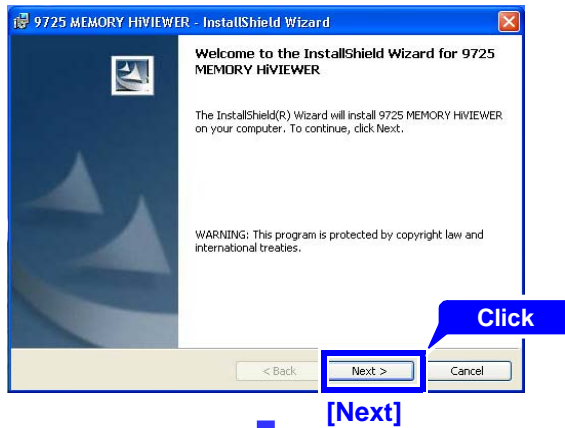 9725 MEMORY HiVIEWER - InstallShield Wizard
Welcome to the InstallShield Wizard for 9725
MEMORY HiVIEWER
The InstallShield(R) Wizard will install 9725 MEMORY HiVIEWER
on your computer. To continue, click Next.
WARNING: This program is protected by copyright law and
international treaties.
Click
< Back
Next >
Cancel
[Next]